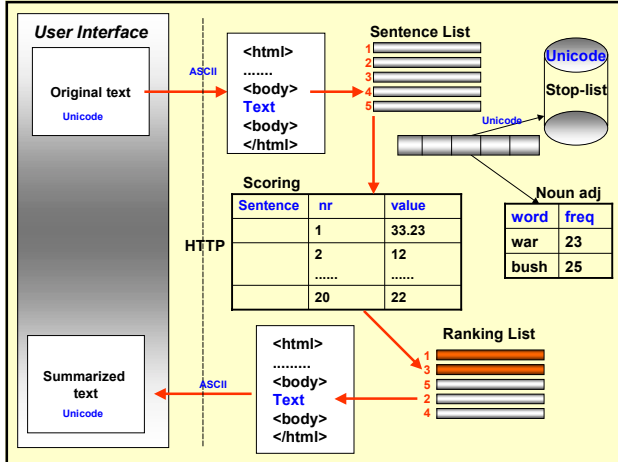 User Interface
Original text
Unicode
ASCII
<html>
.......
<body>
Text
<body>
</html>
Sentence List
1
2
3
4
5
Unicode
Stop-list
Unicode
Noun adj
word freq
war 23
bush 25
Scoring
Sentence nr value
1 33.23
2 12
...... ......
20 22
HTTP
Ranking List
1
3
5
2
4
<html>
.........
<body>
Text
<body>
</html>
ASCII
Summarized
text
Unicode